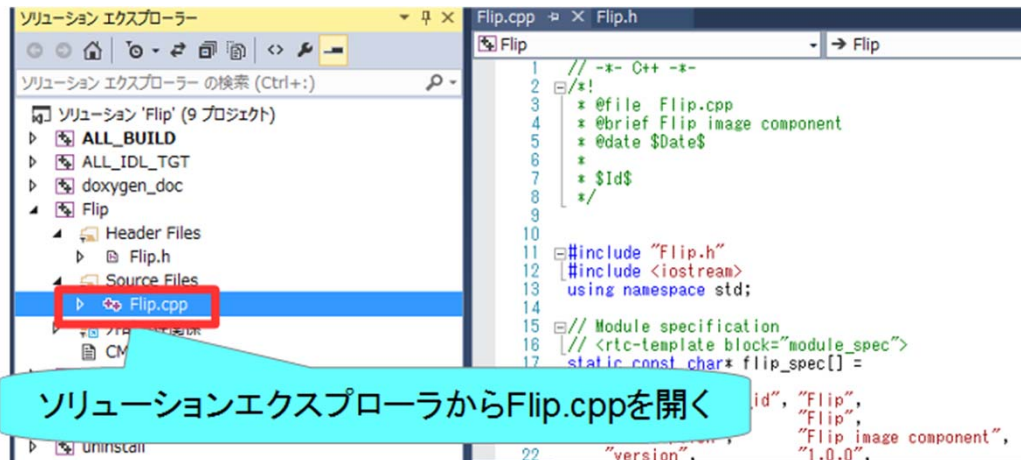 ソリューション エクスプローラー
ソリューション エクスプローラー の検索 (Ctrl+:)
ソリューション 'Flip' (9 プロジェクト)
ALL_BUILD
ALL_IDL_TGT
doxygen_doc
Flip
Header Files
Flip.h
Source Files
Flip.cpp
CM
ソリューションエクスプローラからFlip.cppを開く
uninstall
Flip.cpp Flip.h
Flip Flip
1 // -*- C++ -*-
2 /*!
3 * @file Flip.cpp
4 * @brief Flip image component
5 * @date $Date$
6 *
7 * $Id$
8 */
9
10
11 #include "Flip.h"
12 #include <iostream>
13 using namespace std;
14
15 // Module specification
16 // <rtc-template block="module_spec">
17 static const char* flip_spec[] =
id", "Flip",
"Flip",
"Flip image component",
22 "version", "1.0.0",